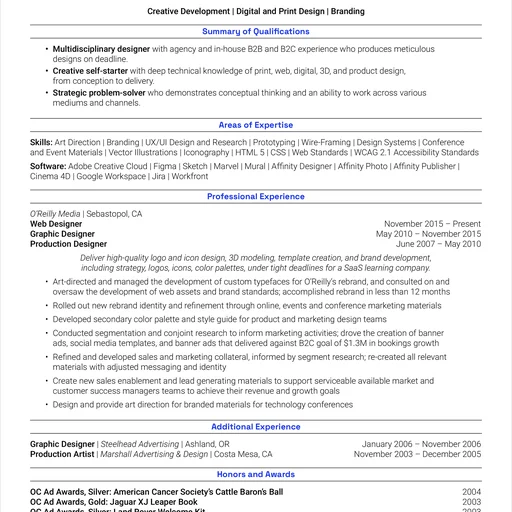 Creative Development | Digital and Print Design | Branding
Summary of Qualifications
• Multidisciplinary designer with agency and in-house B2B and B2C experience who produces meticulous
designs on deadline.
• Creative self-starter with deep technical knowledge of print, web, digital, 3D, and product design,
from conception to delivery.
• Strategic problem-solver who demonstrates conceptual thinking and an ability to work across various
mediums and channels.
Areas of Expertise
Skills: Art Direction | Branding | UX/UI Design and Research | Prototyping | Wire-Framing | Design Systems | Conference
and Event Materials | Vector Illustrations | Iconography | HTML 5 | CSS | Web Standards | WCAG 2.1 Accessibility Standards
Software: Adobe Creative Cloud | Figma | Sketch | Marvel | Mural | Affinity Designer | Affinity Photo | Affinity Publisher |
Cinema 4D | Google Workspace | Jira | Workfront
Professional Experience
O'Reilly Media | Sebastopol, CA
Web Designer November 2015 – Present
Graphic Designer May 2010 – November 2015
Production Designer June 2007 – May 2010
Deliver high-quality logo and icon design, 3D modeling, template creation, and brand development,
including strategy, logos, icons, color palettes, under tight deadlines for a SaaS learning company.
• Art-directed and managed the development of custom typefaces for O'Reilly's rebrand, and consulted on and
oversaw the development of web assets and brand standards; accomplished rebrand in less than 12 months
• Rolled out new rebrand identity and refinement through online, events and conference marketing materials
• Developed secondary color palette and style guide for product and marketing design teams
• Conducted segmentation and conjoint research to inform marketing activities; drove the creation of banner
ads, social media templates, and banner ads that delivered against B2C goal of $1.3M in bookings growth
• Refined and developed sales and marketing collateral, informed by segment research; re-created all relevant
materials with adjusted messaging and identity
• Create new sales enablement and lead generating materials to support serviceable available market and
customer success managers teams to achieve their revenue and growth goals
• Design and provide art direction for branded materials for technology conferences
Additional Experience
Graphic Designer | Steelhead Advertising | Ashland, OR January 2006 – November 2006
Production Artist | Marshall Advertising & Design | Costa Mesa, CA November 2003 – December 2005
Honors and Awards
OC Ad Awards, Silver: American Cancer Society's Cattle Baron's Ball 2004
OC Ad Awards, Gold: Jaguar XJ Leaper Book 2003
OC Ad Awards, Silver: Land Rover Welcome Kit 2003